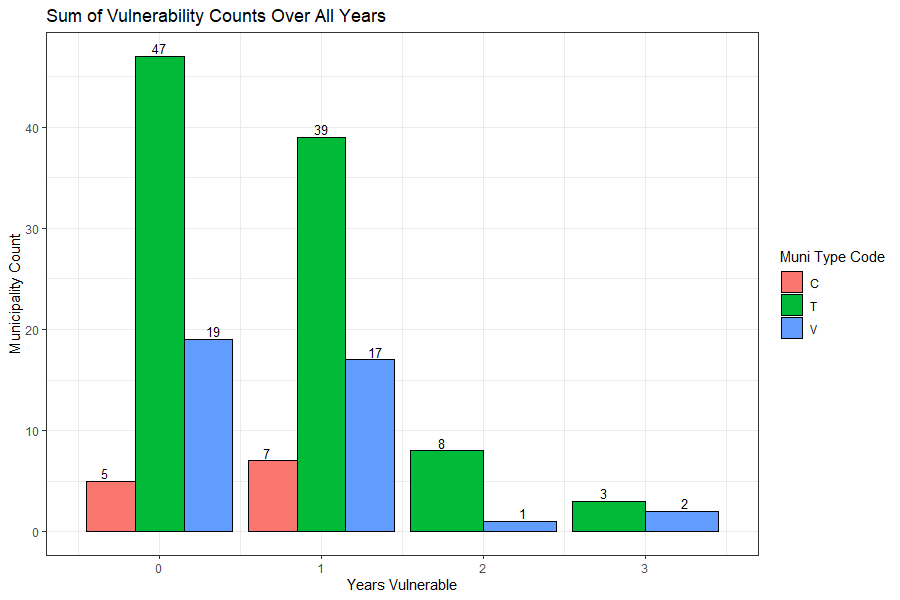 Sum of Vulnerability Counts Over All Years
Municipality Count
40
30
20
10
0
47
39
19
17
5
7
8
1
3
2
0
1
2
3
Years Vulnerable
Muni Type Code
C
T
V